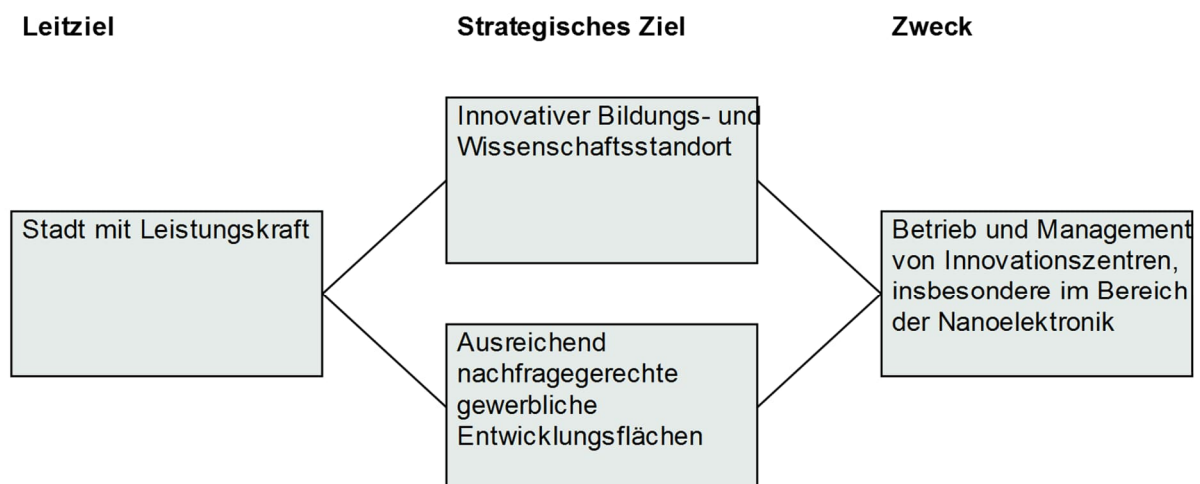 Leitziel
Strategisches Ziel
Zweck
Innovativer Bildungs- und
Wissenschaftsstandort
Stadt mit Leistungskraft
Betrieb und Management
von Innovationszentren,
insbesondere im Bereich
der Nanoelektronik
Ausreichend
nachfragegerechte
gewerbliche
Entwicklungsflächen